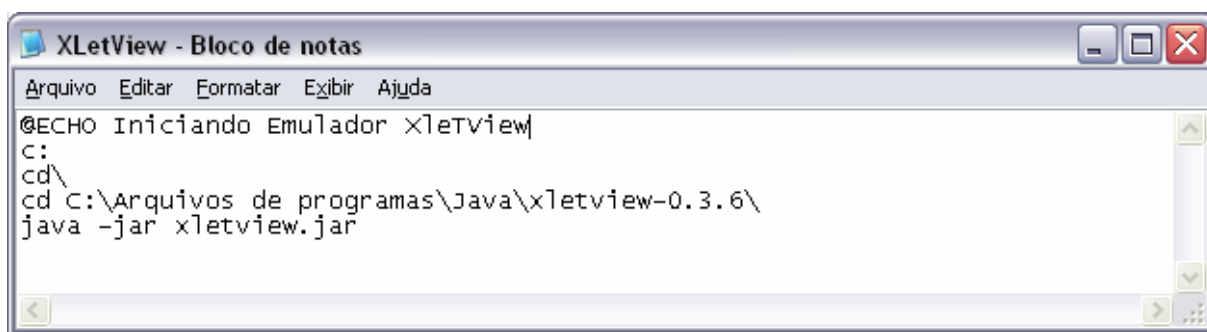 XLetView - Bloco de notas
Arquivo Editar Formatar Exibir Ajuda
@ECHO Iniciando Emulador XleTView
C:
cd\
cd C:\Arquivos de programas\Java\xletview-0.3.6\
java -jar xletview.jar